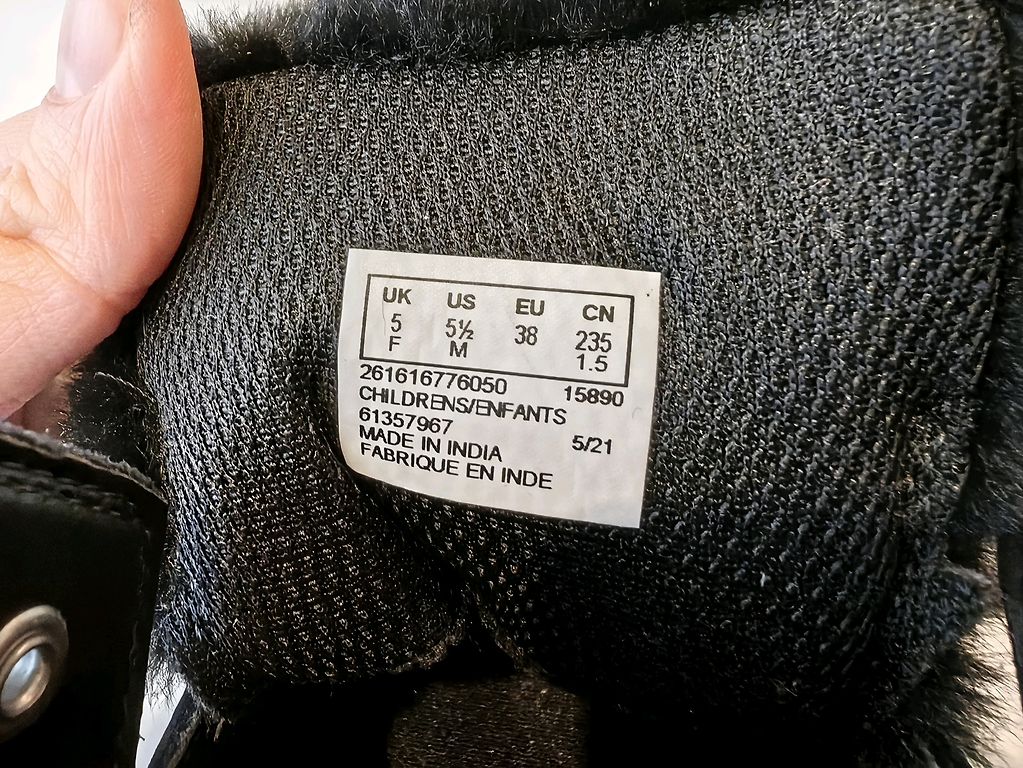 UK US EU CN
5 5½ 38 235
F M 1.5
261616776050 15890
CHILDRENS/ENFANTS
61357967 5/21
MADE IN INDIA
FABRIQUE EN INDE